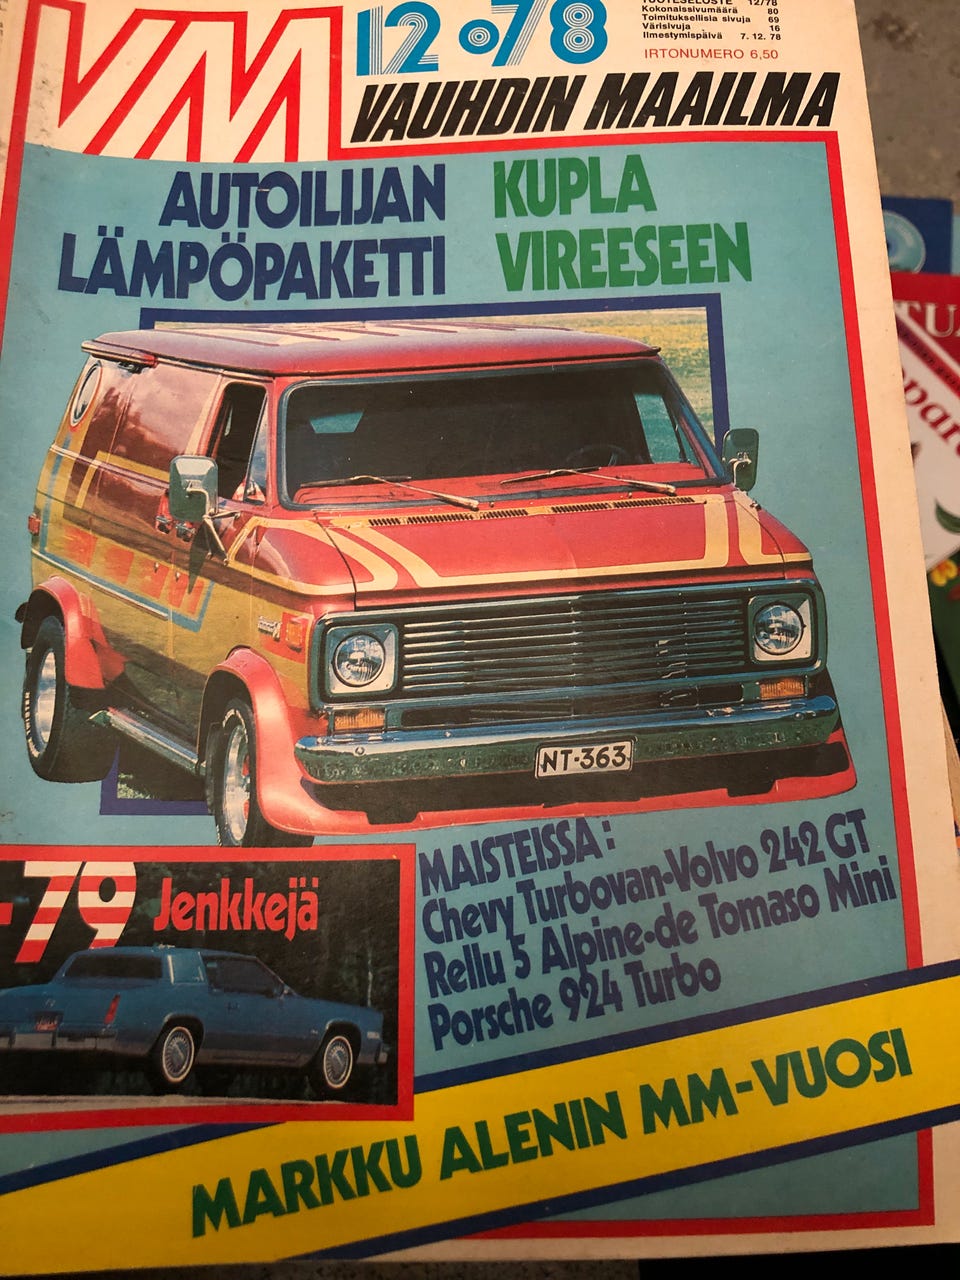 VM
12 • 78
TUOTESELOSTE 12/78
Kokonaissivumäärä 80
Toimituksellisia sivuja 69
Värisivuja 16
Ilmestymispäivä 7. 12. 78
IRTONUMERO 6,50
VAUHDIN MAAILMA
AUTOILIJAN
LÄMPÖPAKETTI
KUPLA
VIREESEEN
NT-363
MAISTEISSA:
Chevy Turbovan-Volvo 242 GT
Rellu 5 Alpine-de Tomaso Mini
Porsche 924 Turbo
-79 Jenkkejä
MARKKU ALENIN MM-VUOSI